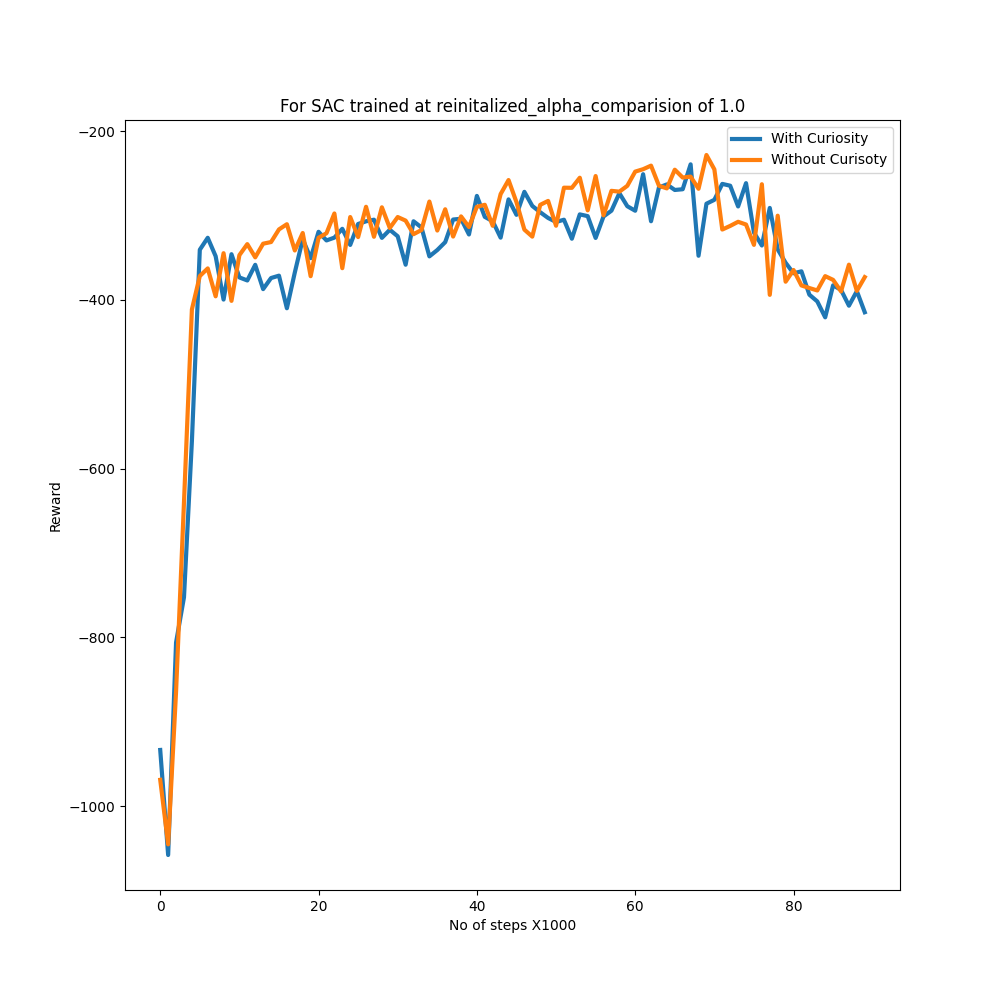 For SAC trained at reinitalized_alpha_comparision of 1.0
With Curiosity
Without Curisoty
−200
−400
−600
−800
−1000
Reward
0 20 40 60 80
No of steps X1000